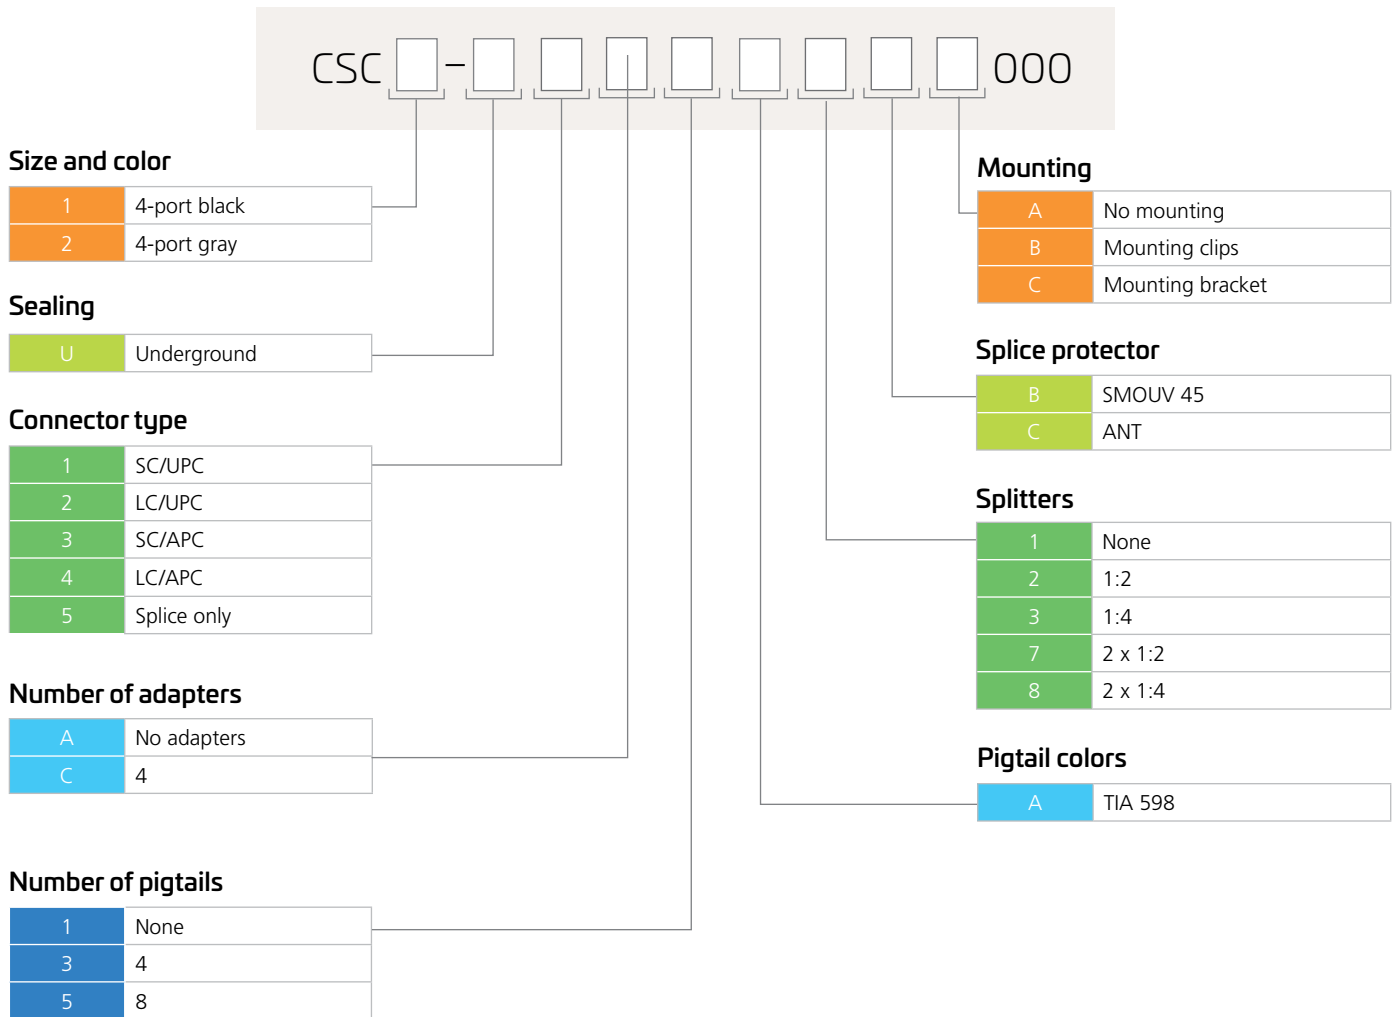 CSC - 000
Size and color
1 4-port black
2 4-port gray
Sealing
U Underground
Connector type
1 SC/UPC
2 LC/UPC
3 SC/APC
4 LC/APC
5 Splice only
Number of adapters
A No adapters
C 4
Number of pigtails
1 None
3 4
5 8
Mounting
A No mounting
B Mounting clips
C Mounting bracket
Splice protector
B SMOUV 45
C ANT
Splitters
1 None
2 1:2
3 1:4
7 2 x 1:2
8 2 x 1:4
Pigtail colors
A TIA 598